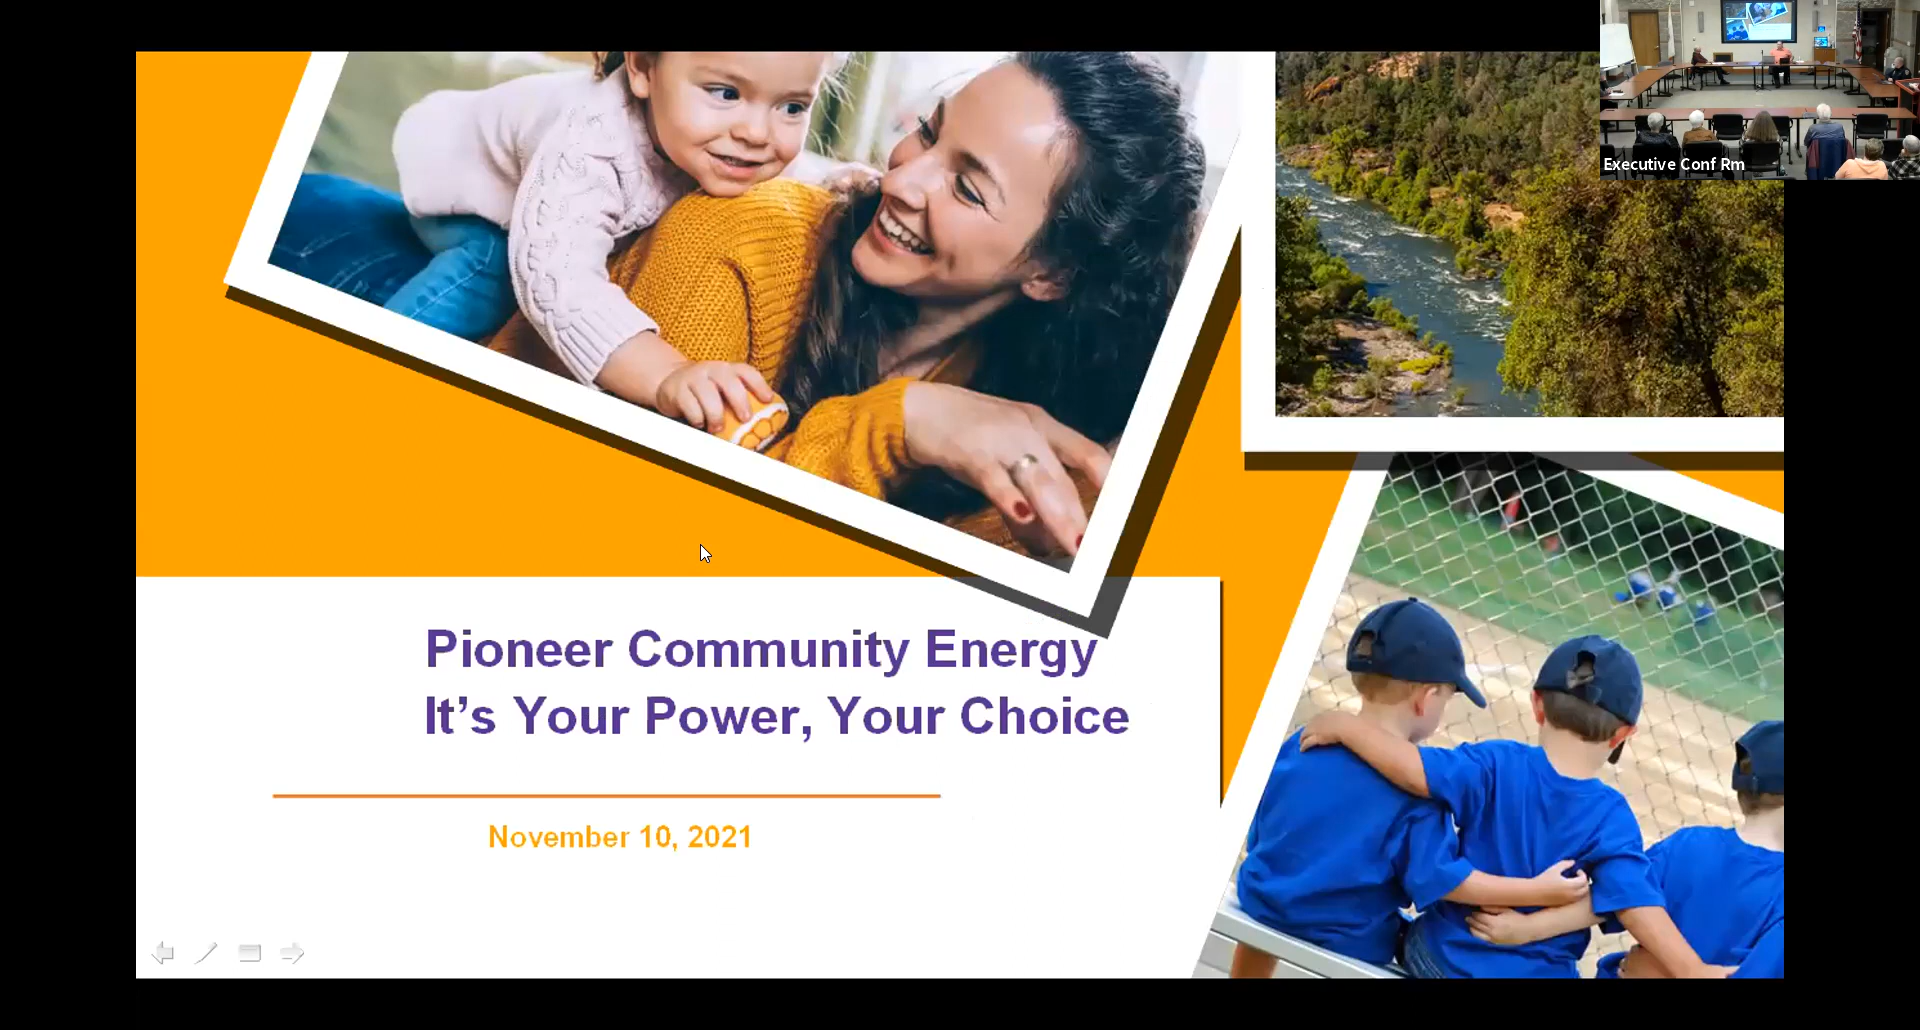 Executive Conf Rm
Pioneer Community Energy
It’s Your Power, Your Choice
November 10, 2021